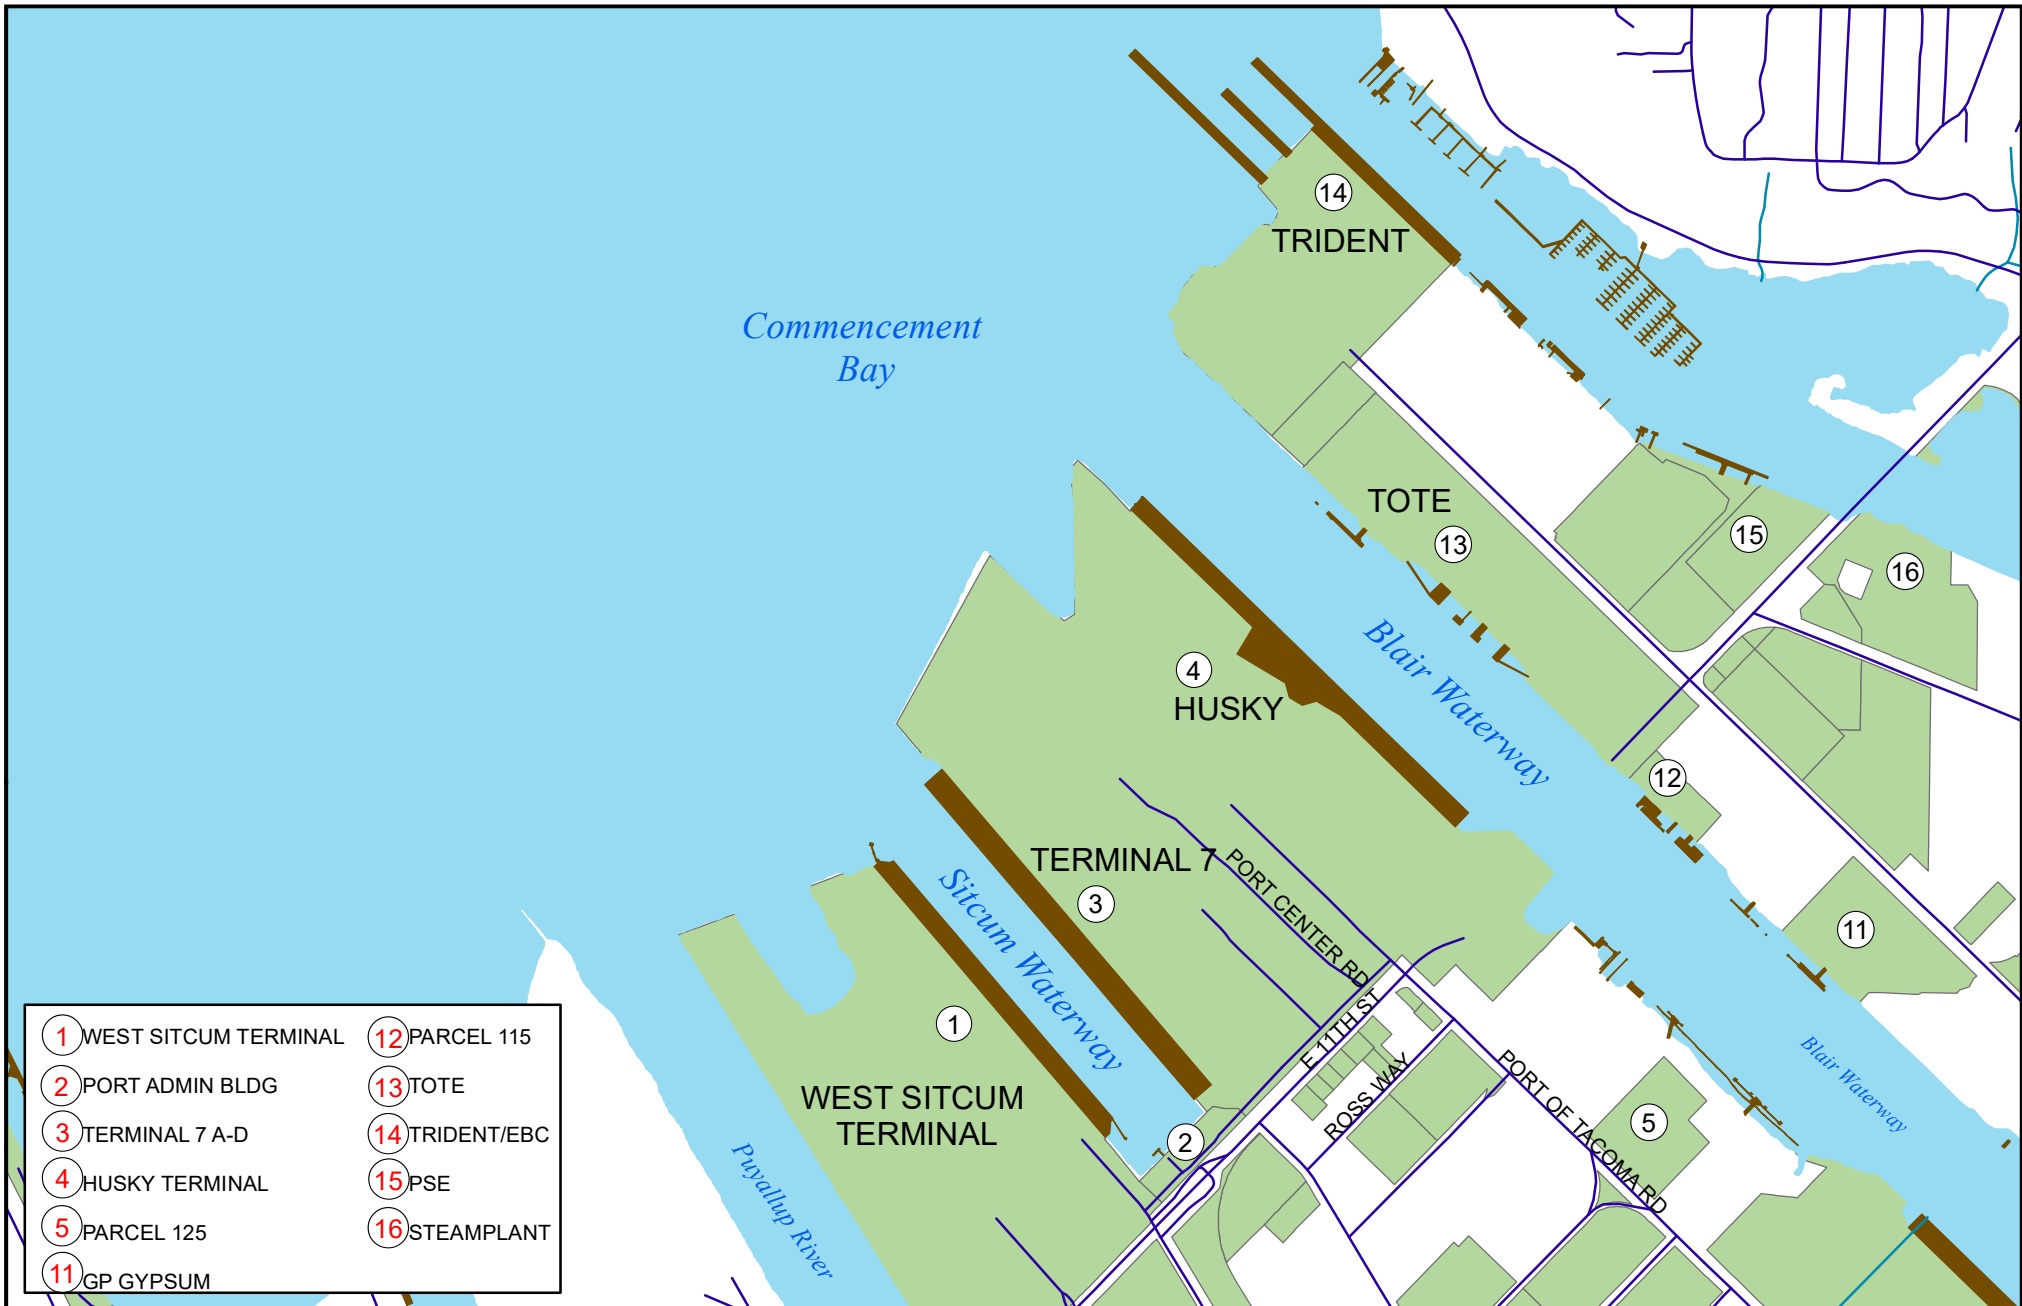 14
TRIDENT
Commencement
Bay
TOTE
13
15
16
4
HUSKY
Blair Waterway
12
TERMINAL 7
3
PORT CENTER RD
Sitcum Waterway
11
1
WEST SITCUM
TERMINAL
E 11TH ST
ROSS WAY
PORT OF TACOMA RD
Blair Waterway
5
2
Puyallup River
1 WEST SITCUM TERMINAL
2 PORT ADMIN BLDG
3 TERMINAL 7 A-D
4 HUSKY TERMINAL
5 PARCEL 125
11 GP GYPSUM
12 PARCEL 115
13 TOTE
14 TRIDENT/EBC
15 PSE
16 STEAMPLANT